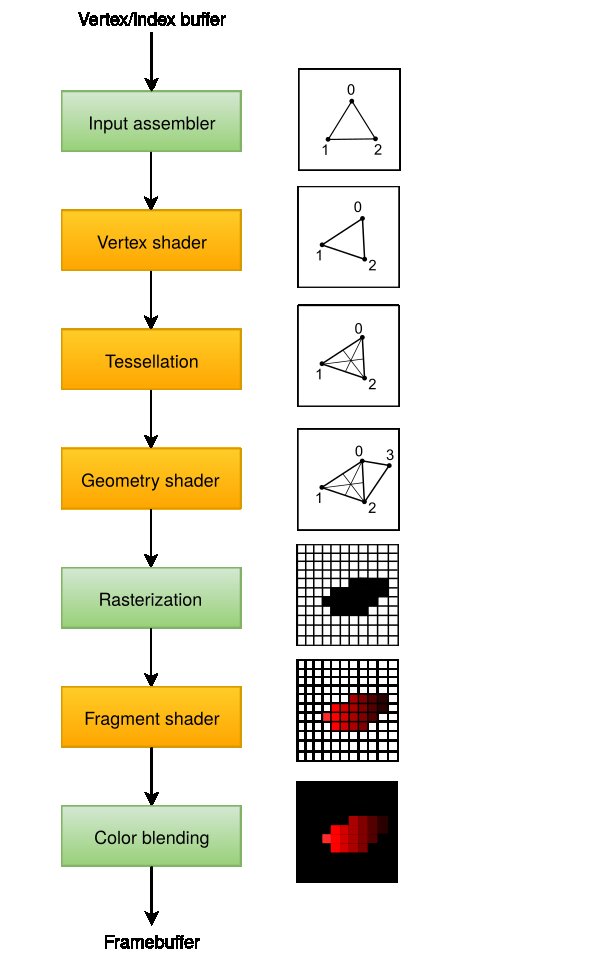 Vertex/Index buffer
Input assembler
0
1
2
Vertex shader
0
1
2
Tessellation
0
1
2
Geometry shader
0
3
1
2
Rasterization
Fragment shader
Color blending
Framebuffer